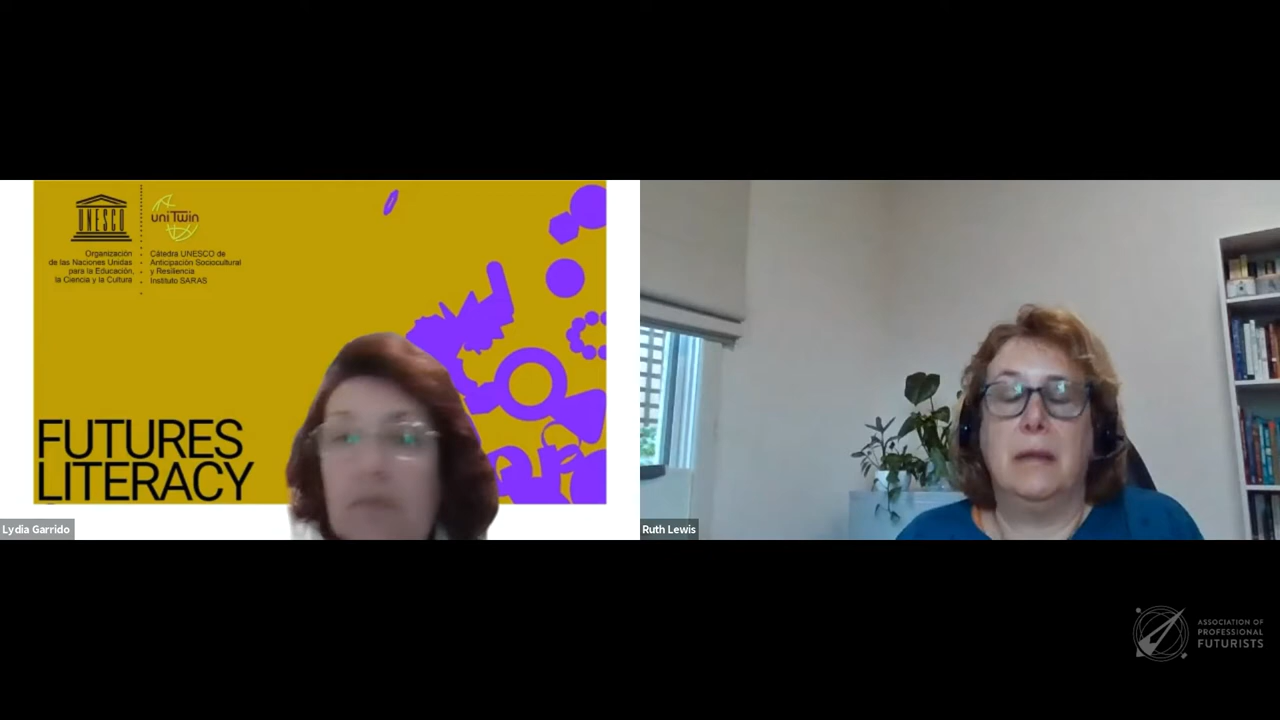 UNESCO
uniTwin
Organización
de las Naciones Unidas
para la Educación,
la Ciencia y la Cultura
Cátedra UNESCO de
Anticipación Sociocultural
y Resiliencia
Instituto SARAS
FUTURES
LITERACY
Lydia Garrido
Ruth Lewis
ASSOCIATION OF
PROFESSIONAL
FUTURISTS